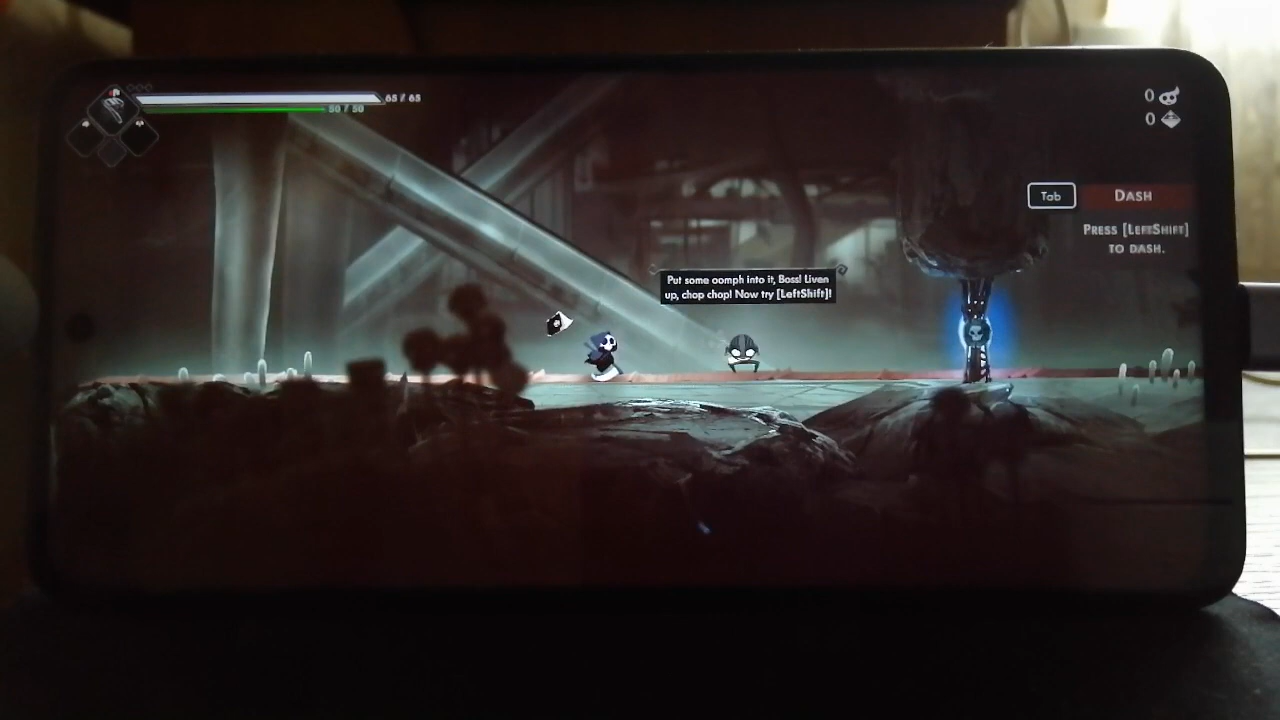 65 / 65
50 / 50
0
0
Tab
DASH
PRESS [LEFTSHIFT]
TO DASH.
Put some oomph into it, Boss! Liven
up, chop chop! Now try [LeftShift]!